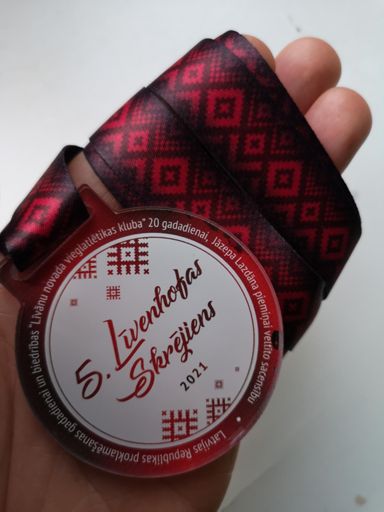 Latvijas Republikas proklamēšanas gadadienai un biedrības "Līvānu novada vieglatlētikas kluba" 20 gadadienai, Jāzepa Lazdāna piemiņai veltīto sacensību
5. Līvenhofas
Skrējiens
2021